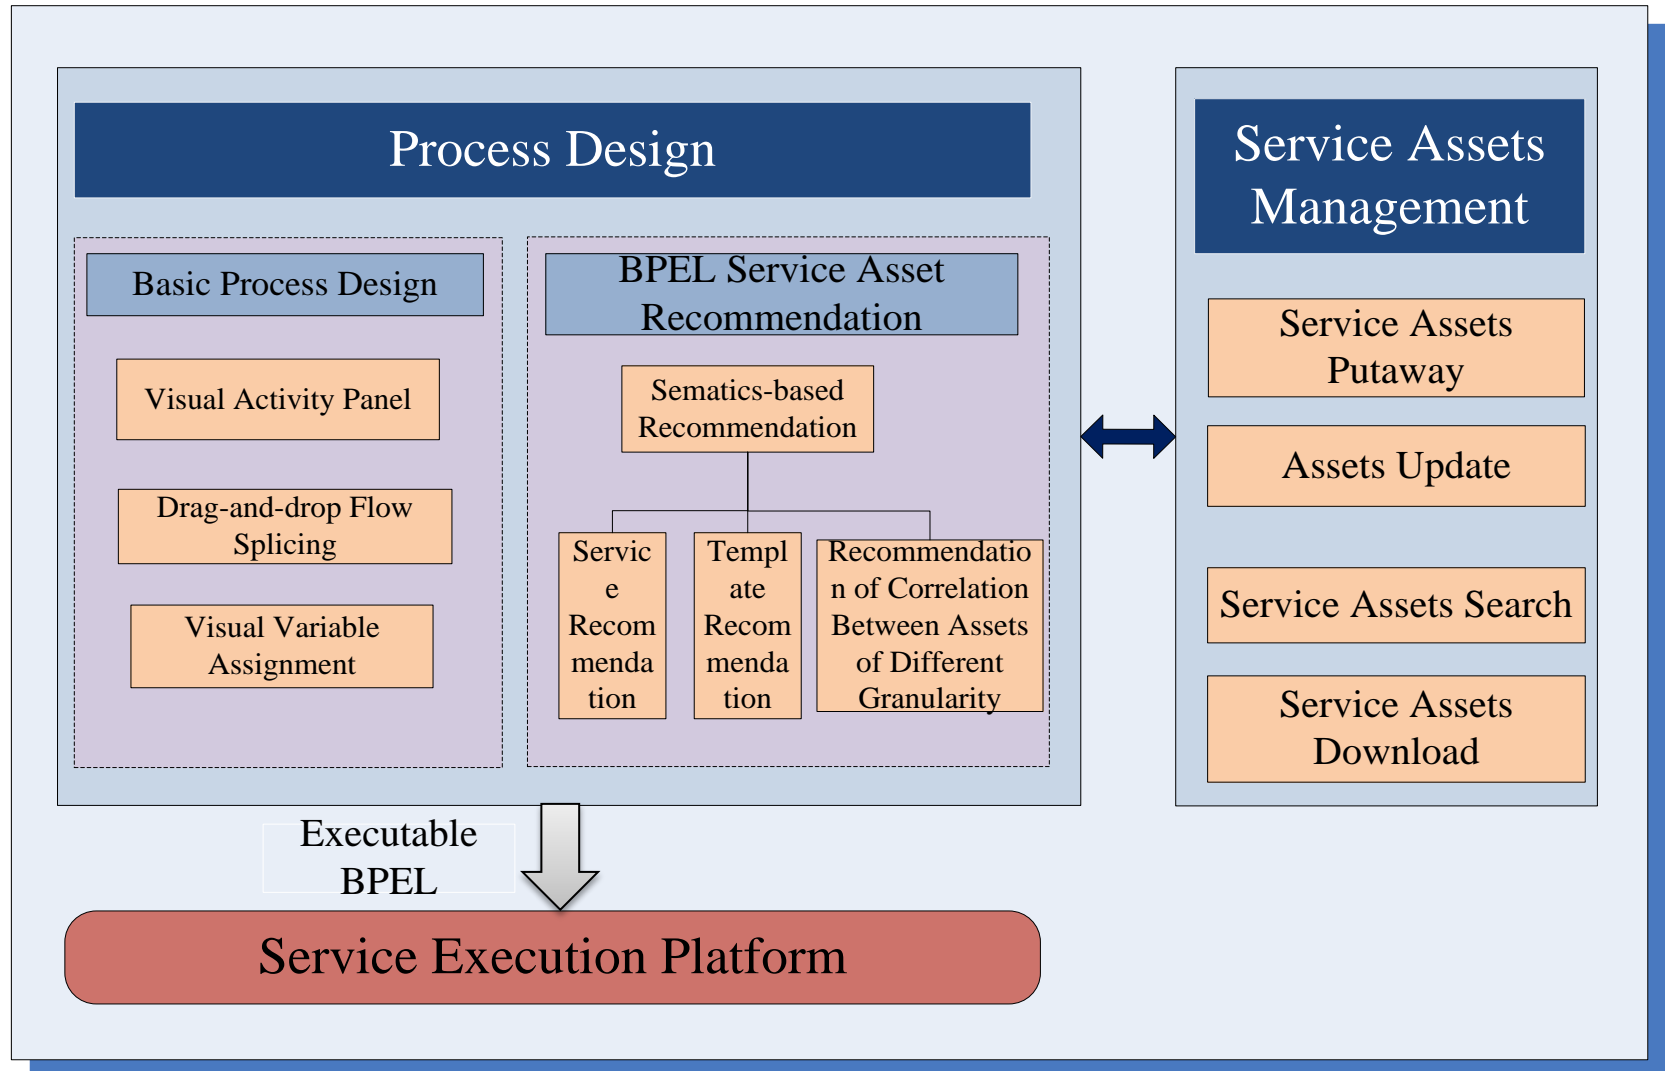 Process Design
Basic Process Design
Visual Activity Panel
Drag-and-drop Flow
Splicing
Visual Variable
Assignment
BPEL Service Asset
Recommendation
Sematics-based
Recommendation
Servic
e
Recom
menda
tion
Templ
ate
Recom
menda
tion
Recommendatio
n of Correlation
Between Assets
of Different
Granularity
Service Assets
Management
Service Assets
Putaway
Assets Update
Service Assets Search
Service Assets
Download
Executable
BPEL
Service Execution Platform